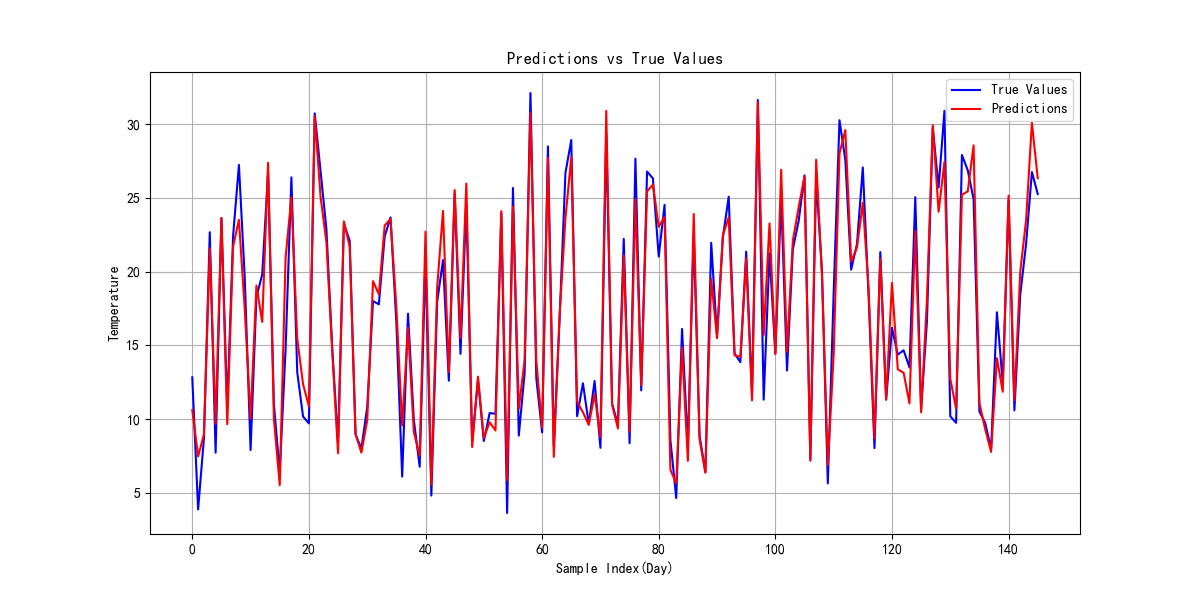 Predictions vs True Values
True Values
Predictions
30
25
20
15
10
5
Temperature
0 20 40 60 80 100 120 140
Sample Index(Day)